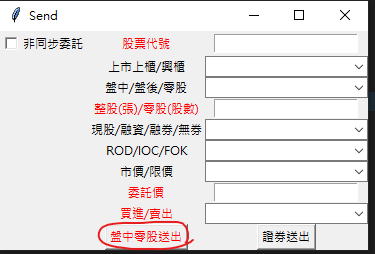 Send
非同步委託 股票代號
上市上櫃/興櫃
盤中/盤後/零股
整股(張)/零股(股數)
現股/融資/融券/無券
ROD/IOC/FOK
市價/限價
委託價
買進/賣出
盤中零股送出 證券送出